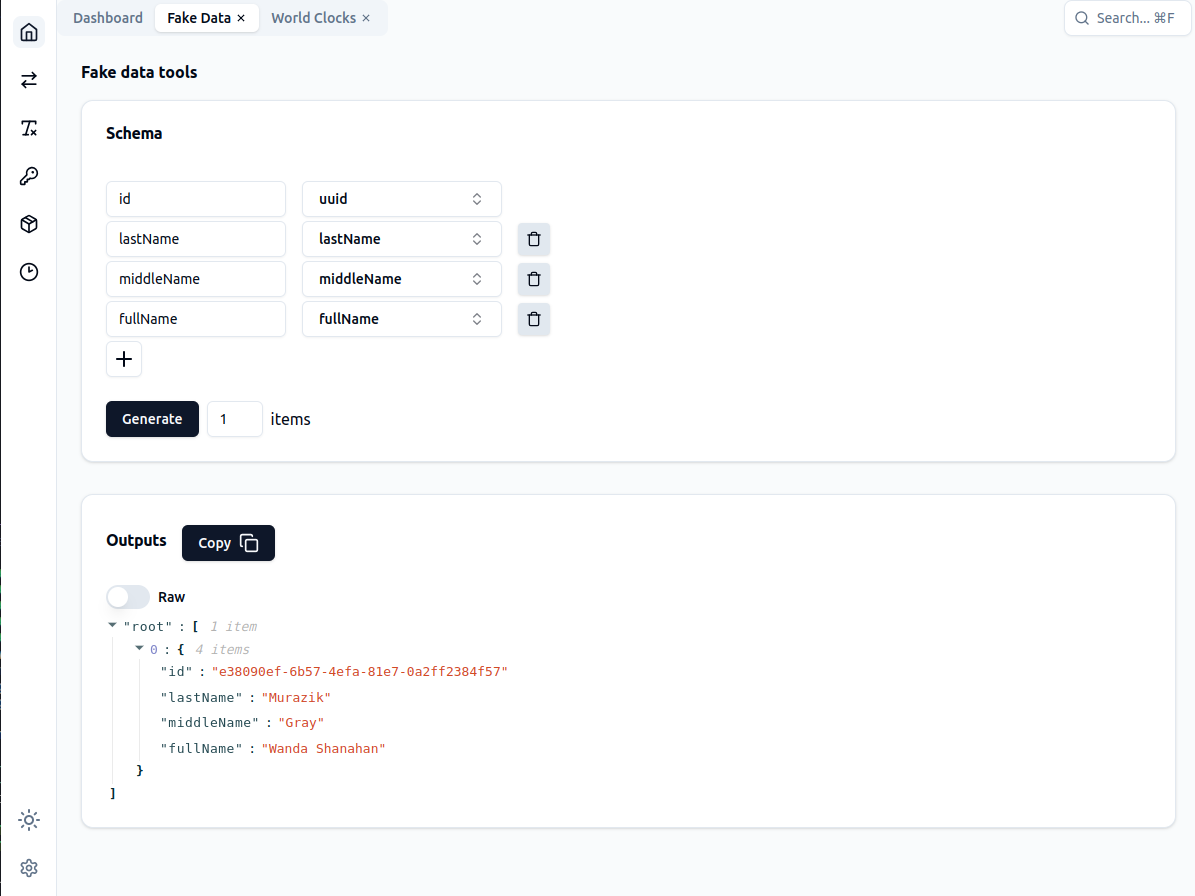 Dashboard Fake Data × World Clocks × Search... ⌘F
Fake data tools
Schema
id uuid
lastName lastName
middleName middleName
fullName fullName
Generate 1 items
Outputs Copy
Raw
"root" : [ 1 item
0 : { 4 items
"id" : "e38090ef-6b57-4efa-81e7-0a2ff2384f57"
"lastName" : "Murazik"
"middleName" : "Gray"
"fullName" : "Wanda Shanahan"
}
]